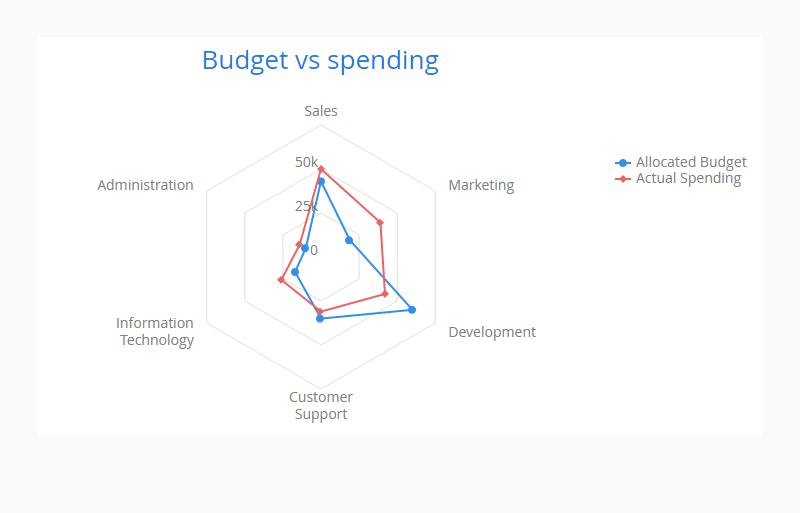 Budget vs spending
Sales
50k
25k
0
Administration
Marketing
Information
Technology
Development
Customer
Support
Allocated Budget
Actual Spending